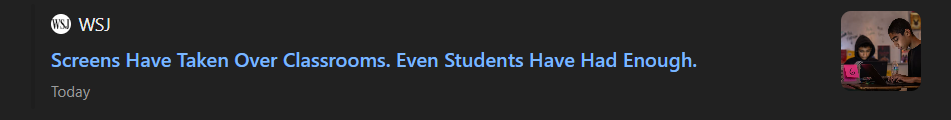 WSJ WSJ
Screens Have Taken Over Classrooms. Even Students Have Had Enough.
Today